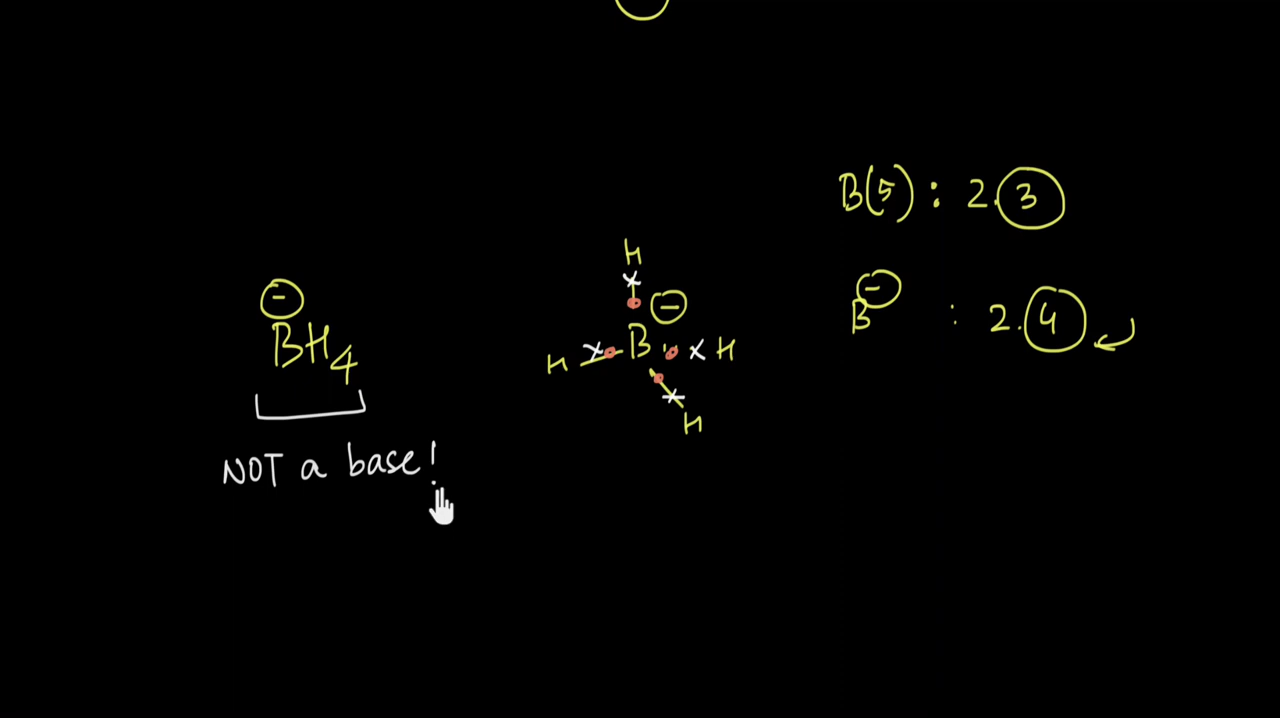 B(5) : 2.3
B⁻ : 2.4
BH₄⁻
H
H × B × H ⁻
H
NOT a base!